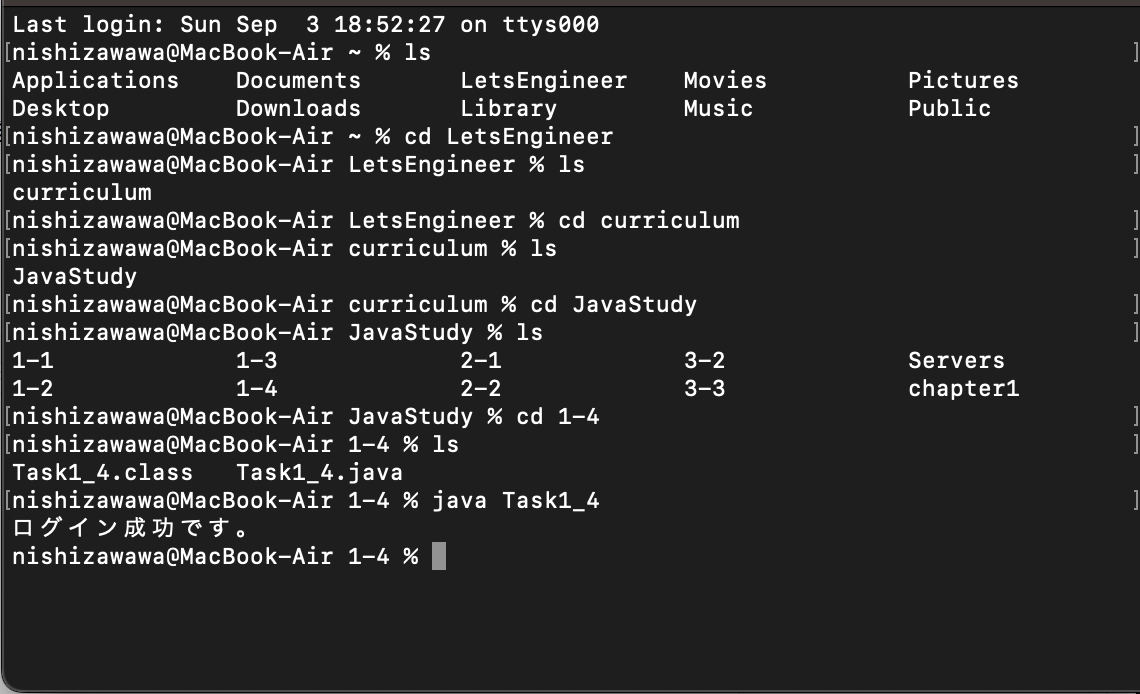 Last login: Sun Sep  3 18:52:27 on ttys000
[nishizawawa@MacBook-Air ~ % ls ]
Applications    Documents       LetsEngineer    Movies          Pictures
Desktop         Downloads       Library         Music           Public
[nishizawawa@MacBook-Air ~ % cd LetsEngineer ]
[nishizawawa@MacBook-Air LetsEngineer % ls ]
curriculum
[nishizawawa@MacBook-Air LetsEngineer % cd curriculum ]
[nishizawawa@MacBook-Air curriculum % ls ]
JavaStudy
[nishizawawa@MacBook-Air curriculum % cd JavaStudy ]
[nishizawawa@MacBook-Air JavaStudy % ls ]
1-1             1-3             2-1             3-2             Servers
1-2             1-4             2-2             3-3             chapter1
[nishizawawa@MacBook-Air JavaStudy % cd 1-4 ]
[nishizawawa@MacBook-Air 1-4 % ls ]
Task1_4.class   Task1_4.java
[nishizawawa@MacBook-Air 1-4 % java Task1_4 ]
ログイン成功です。
nishizawawa@MacBook-Air 1-4 %